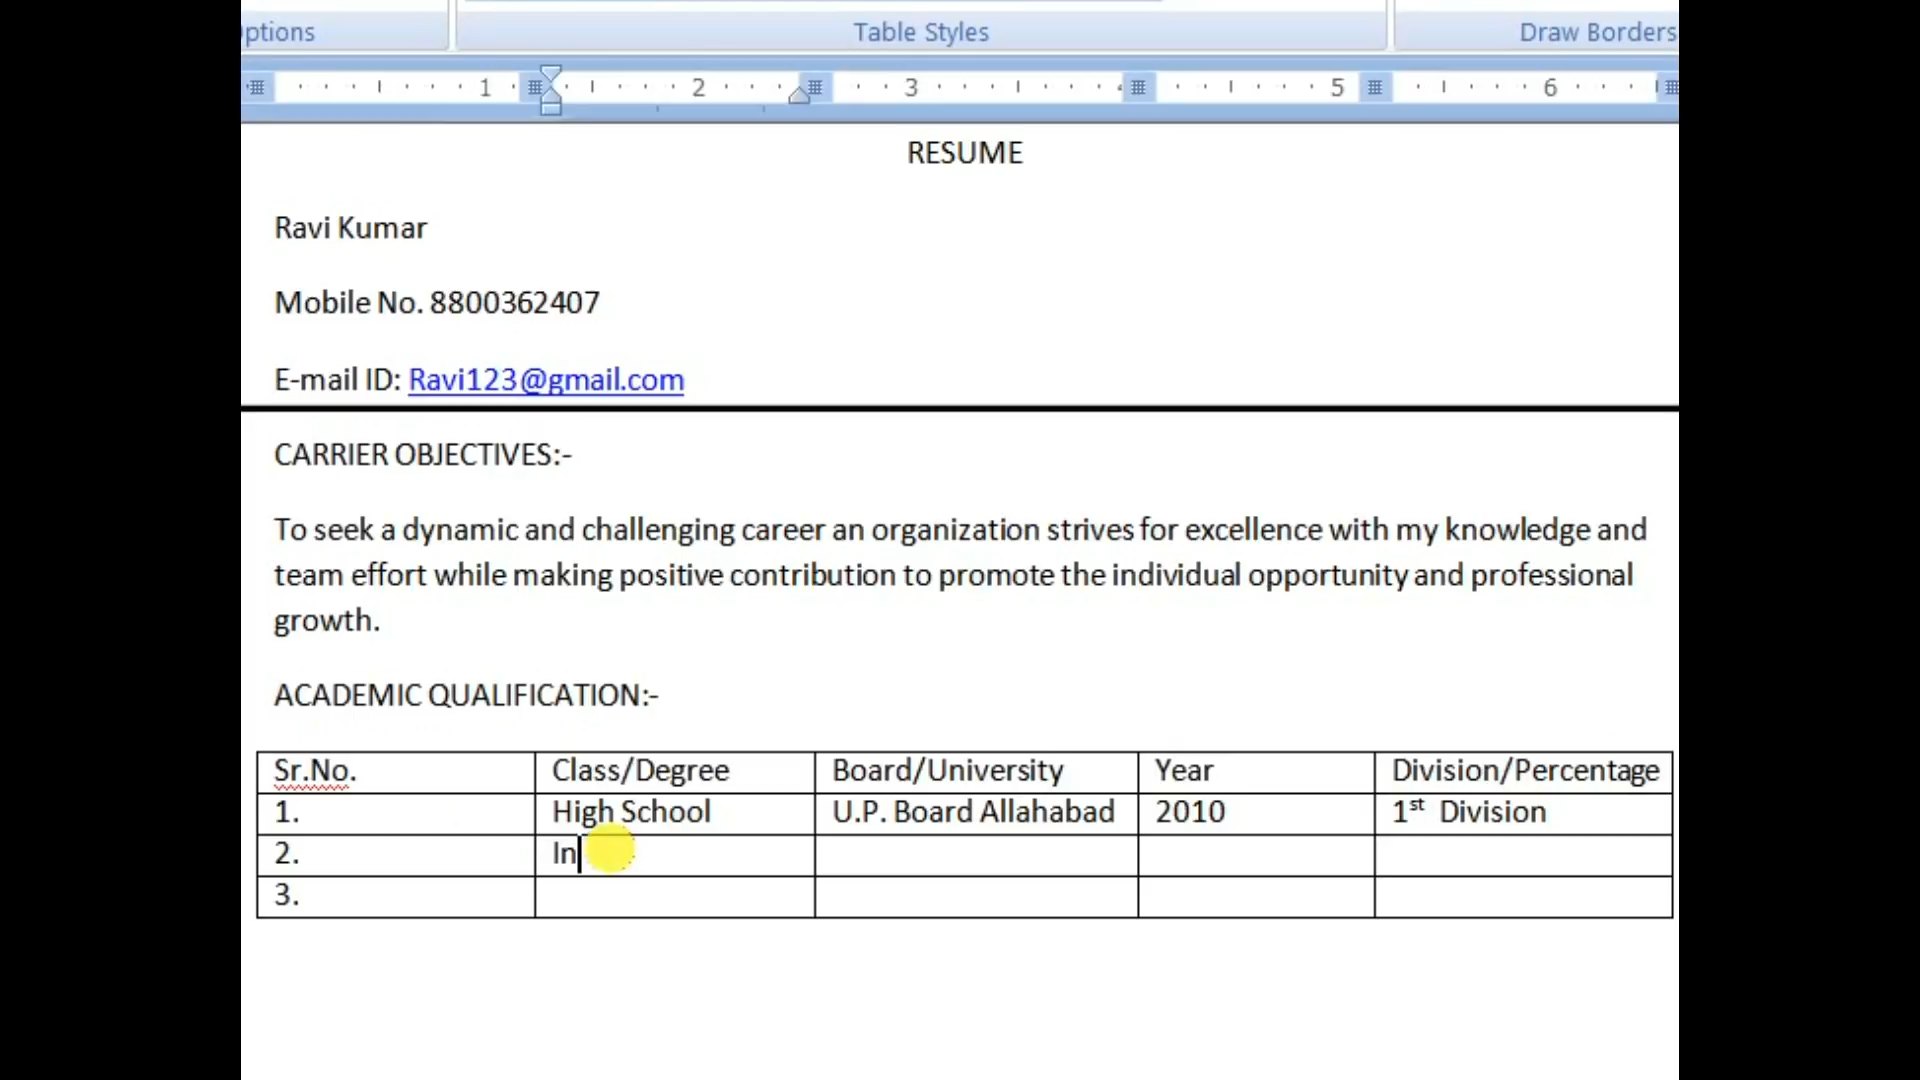 ptions
Table Styles
Draw Borders
1 2 3 5 6
RESUME
Ravi Kumar
Mobile No. 8800362407
E-mail ID: Ravi123@gmail.com
CARRIER OBJECTIVES:-
To seek a dynamic and challenging career an organization strives for excellence with my knowledge and
team effort while making positive contribution to promote the individual opportunity and professional
growth.
ACADEMIC QUALIFICATION:-
Sr.No. Class/Degree Board/University Year Division/Percentage
1. High School U.P. Board Allahabad 2010 1st Division
2. In
3.